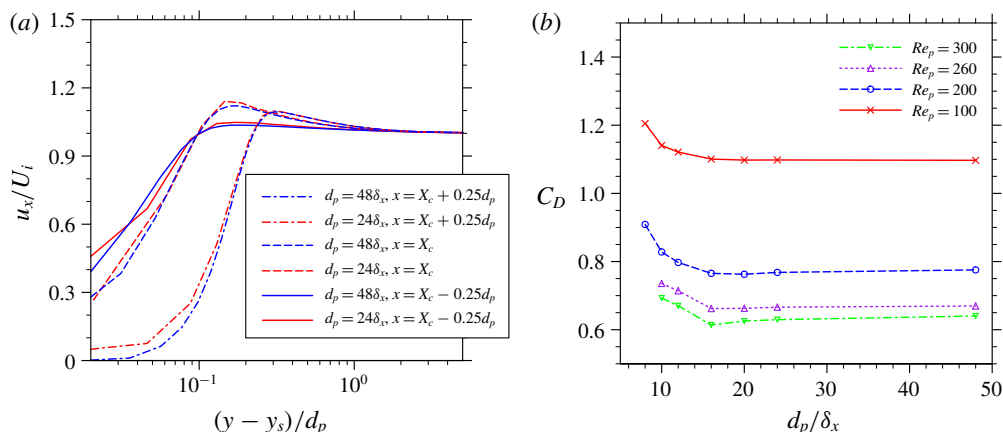 (a)
1.5
1.2
0.9
0.6
0.3
0
u_x/U_i
10⁻¹
10⁰
(y − y_s)/d_p
d_p = 48δ_x, x = X_c + 0.25d_p
d_p = 24δ_x, x = X_c + 0.25d_p
d_p = 48δ_x, x = X_c
d_p = 24δ_x, x = X_c
d_p = 48δ_x, x = X_c − 0.25d_p
d_p = 24δ_x, x = X_c − 0.25d_p
(b)
1.4
1.2
1.0
0.8
0.6
C_D
10
20
30
40
50
d_p/δ_x
Re_p = 300
Re_p = 260
Re_p = 200
Re_p = 100